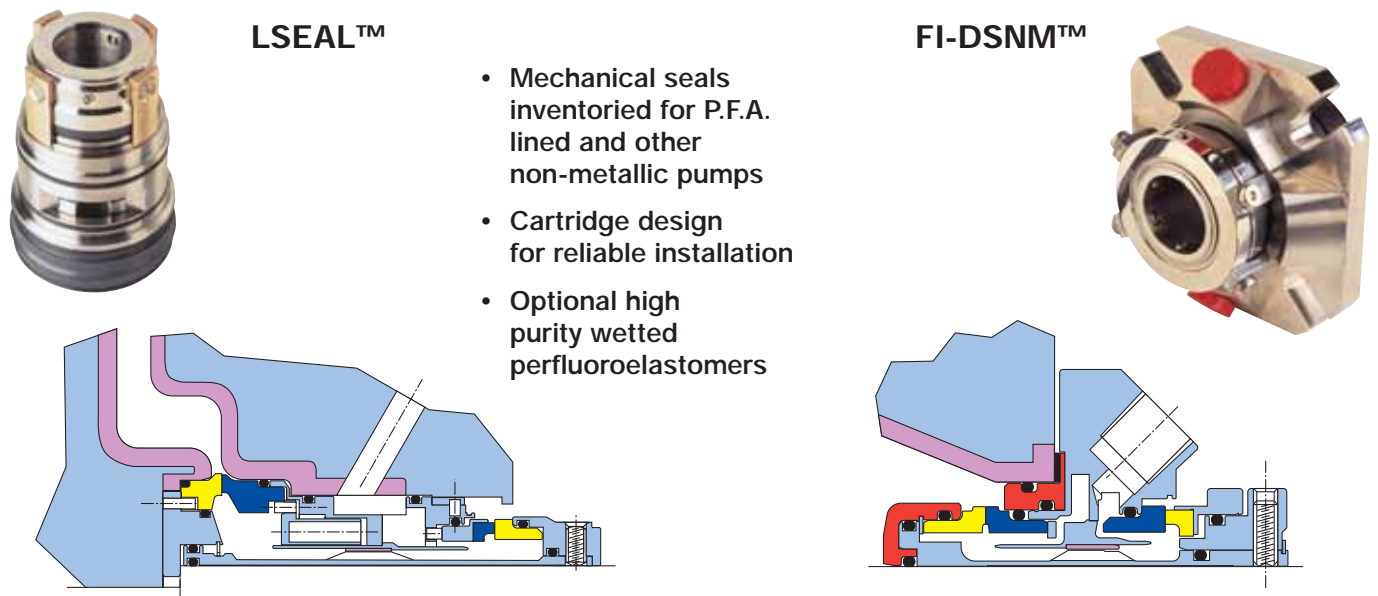 LSEAL™
FI-DSNM™
• Mechanical seals
inventoried for P.F.A.
lined and other
non-metallic pumps
• Cartridge design
for reliable installation
• Optional high
purity wetted
perfluoroelastomers